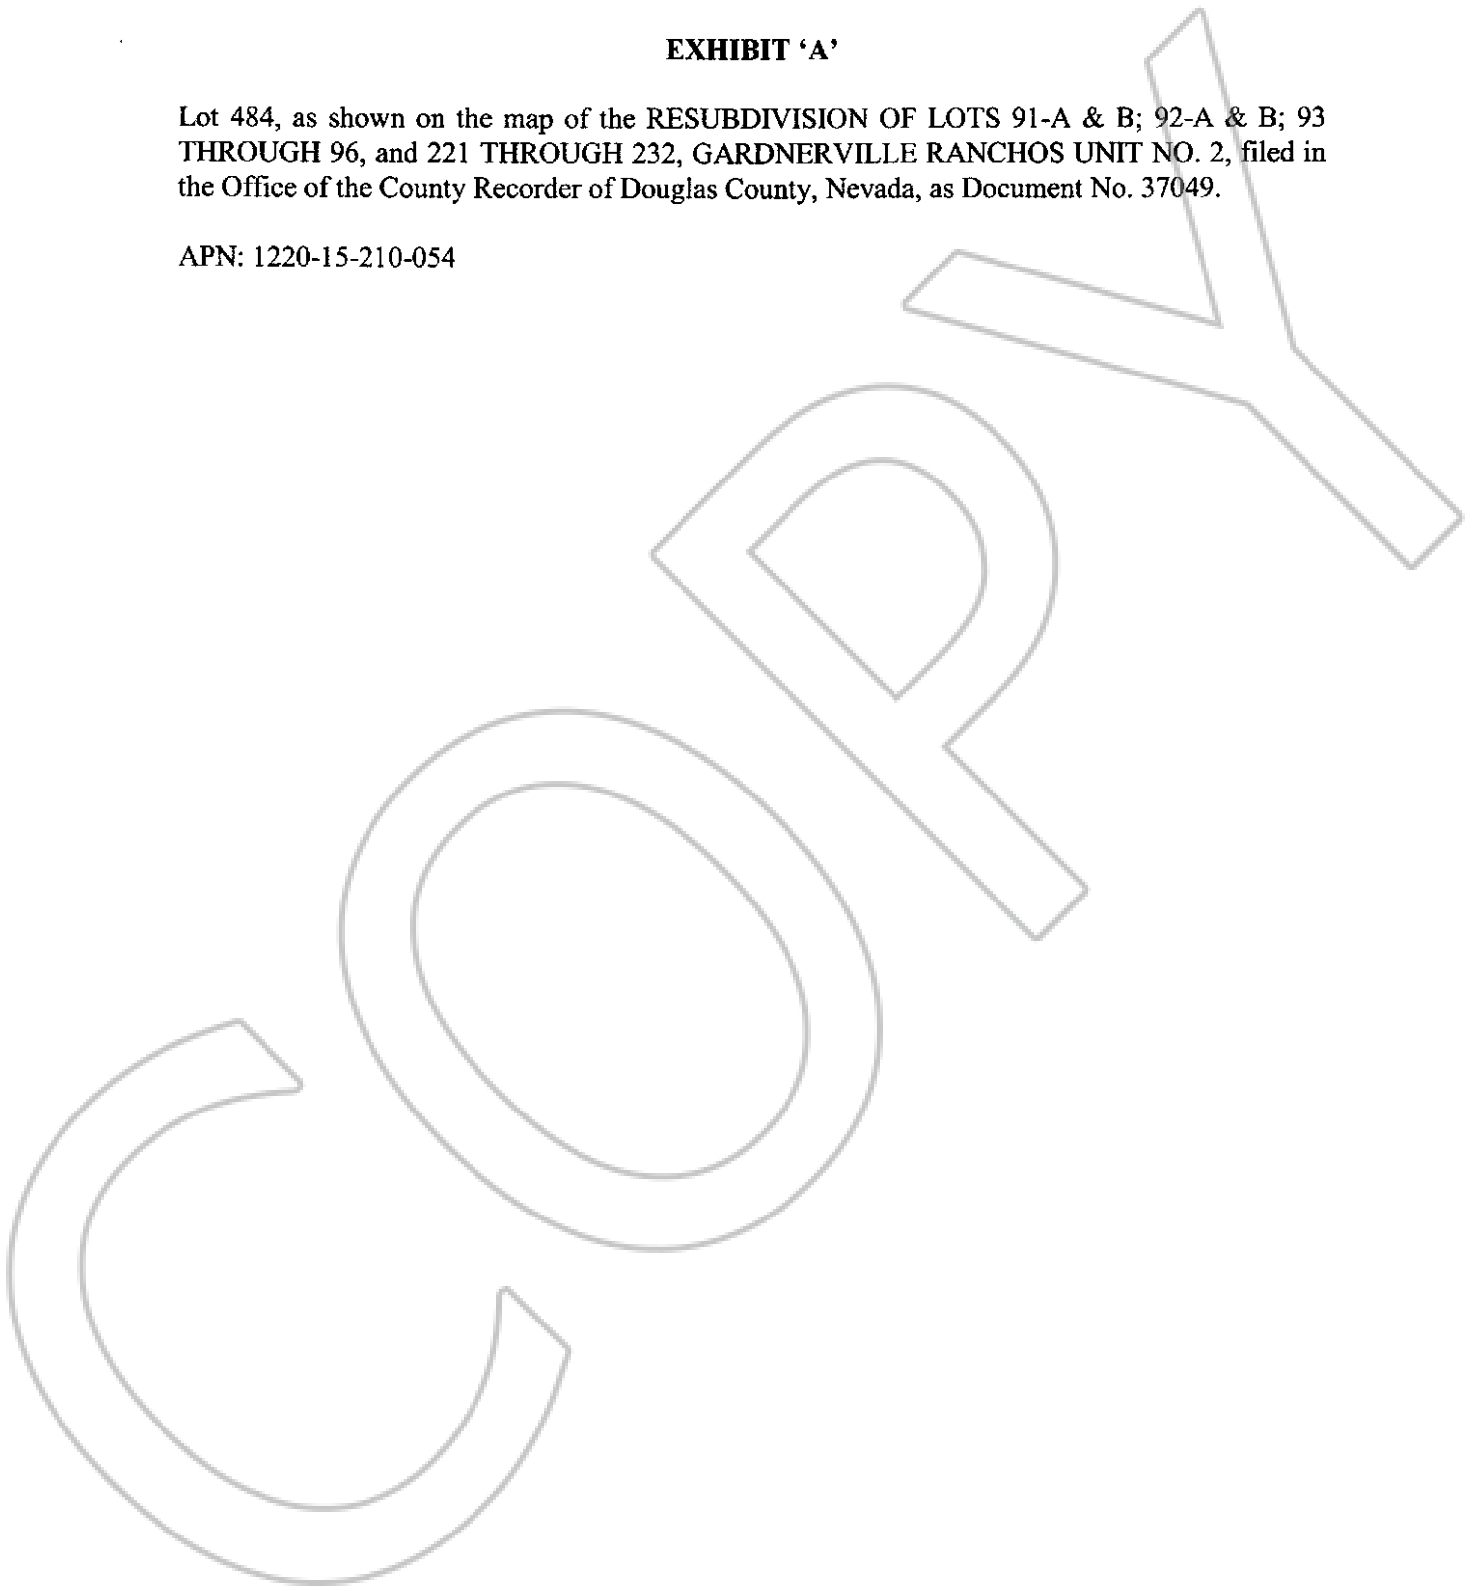 EXHIBIT ‘A’
Lot 484, as shown on the map of the RESUBDIVISION OF LOTS 91-A & B; 92-A & B; 93
THROUGH 96, and 221 THROUGH 232, GARDNERVILLE RANCHOS UNIT NO. 2, filed in
the Office of the County Recorder of Douglas County, Nevada, as Document No. 37049.
APN: 1220-15-210-054
COPY